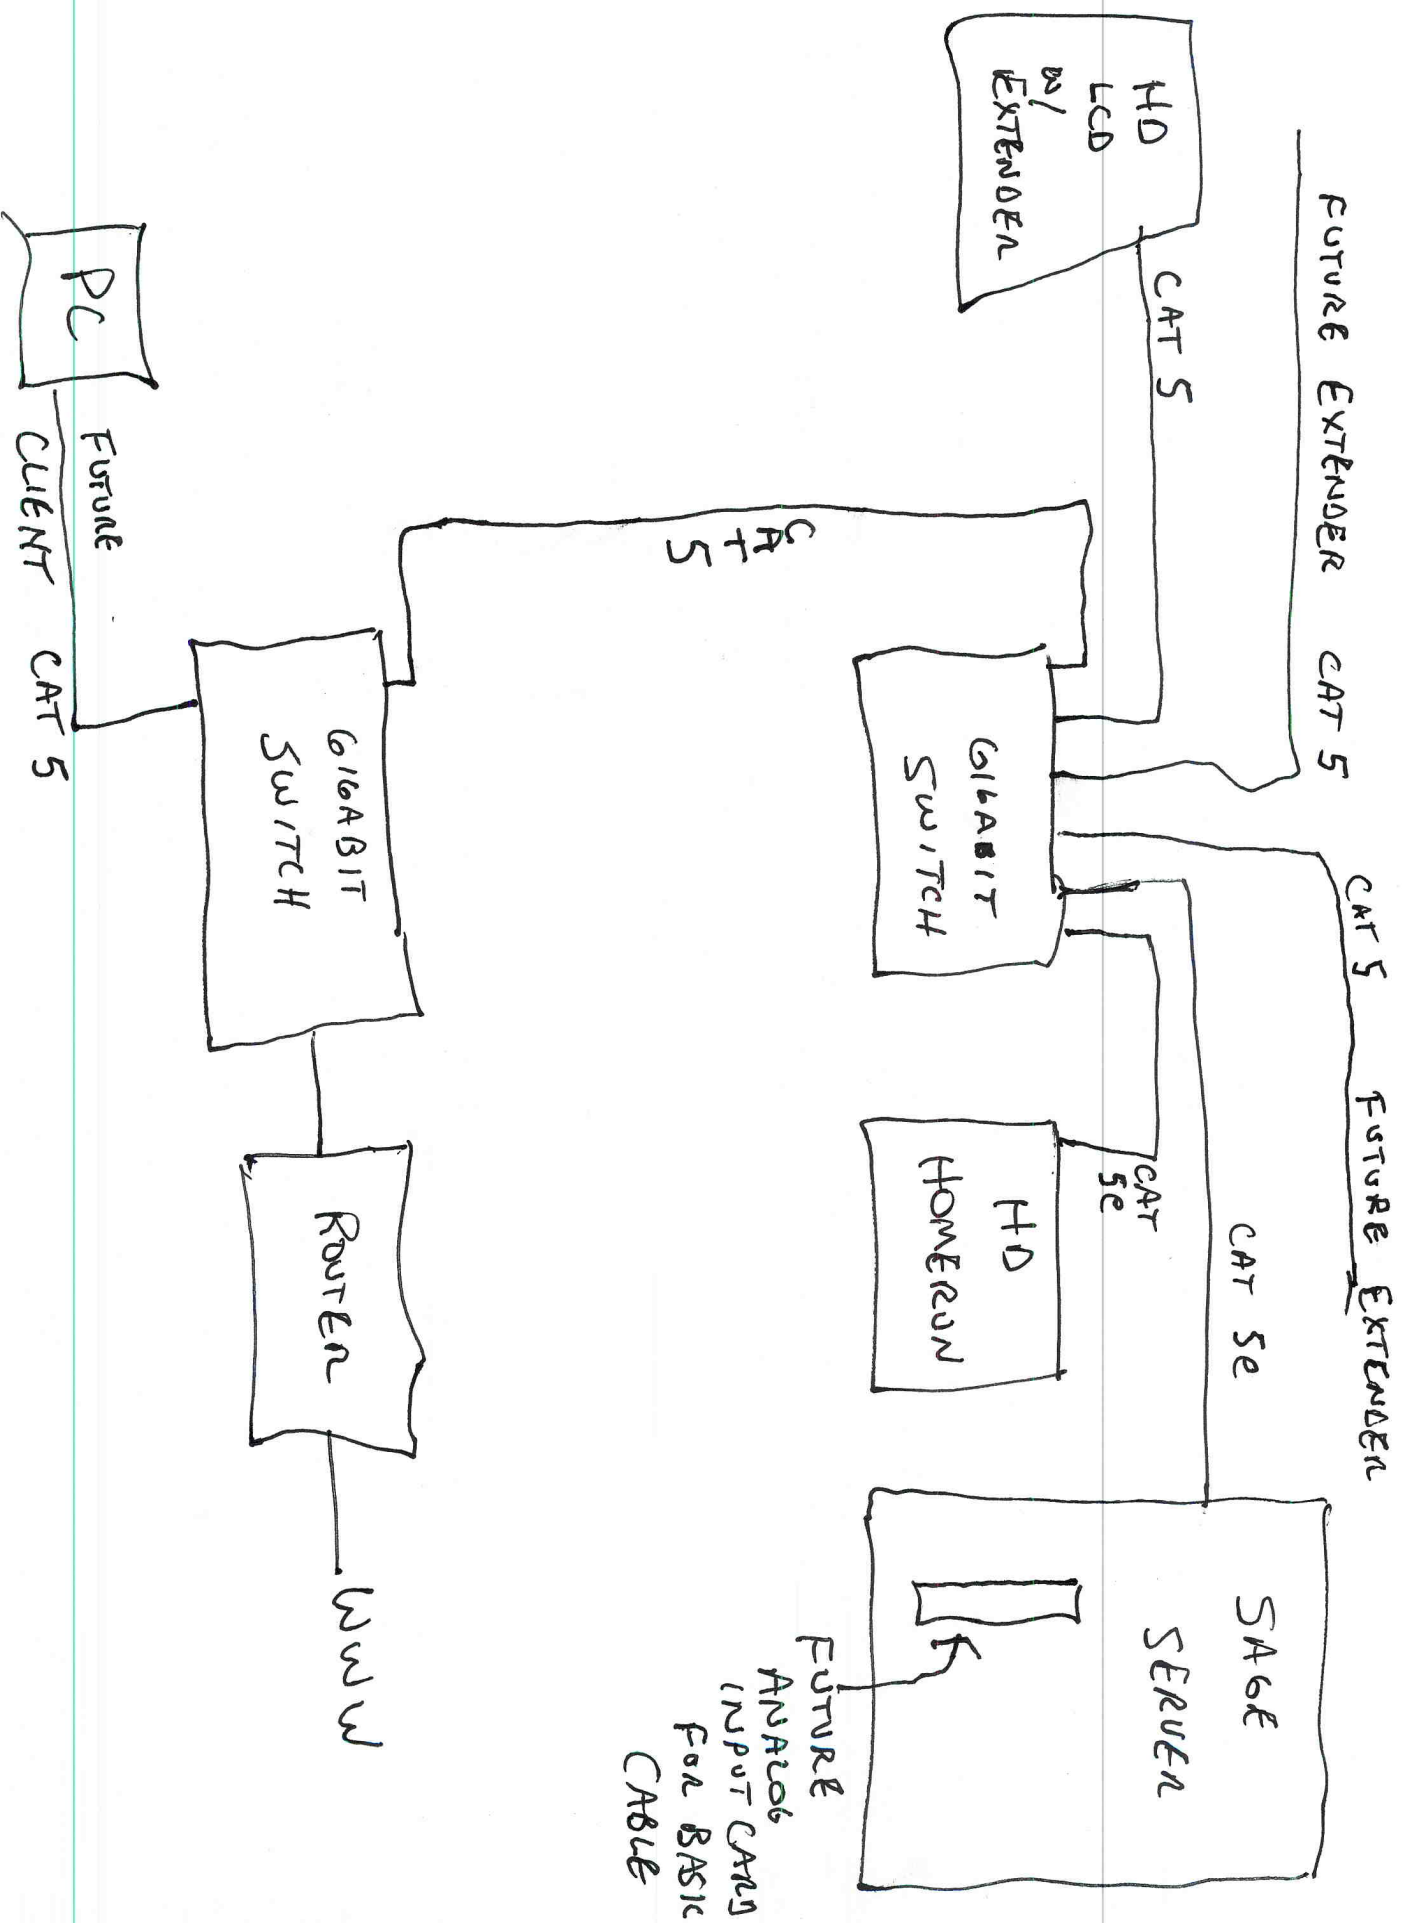 FUTURE EXTENDER CAT 5
CAT 5 FUTURE EXTENDER
HD
LCD
W/
EXTENDER
CAT 5
GIGABIT
SWITCH
CAT
5e
HD
HOMERUN
CAT 5e
SAGE
SERVER
FUTURE
ANALOG
INPUT CARD
FOR BASIC
CABLE
CAT
5
PC
FUTURE
CLIENT CAT 5
GIGABIT
SWITCH
ROUTER
WWW